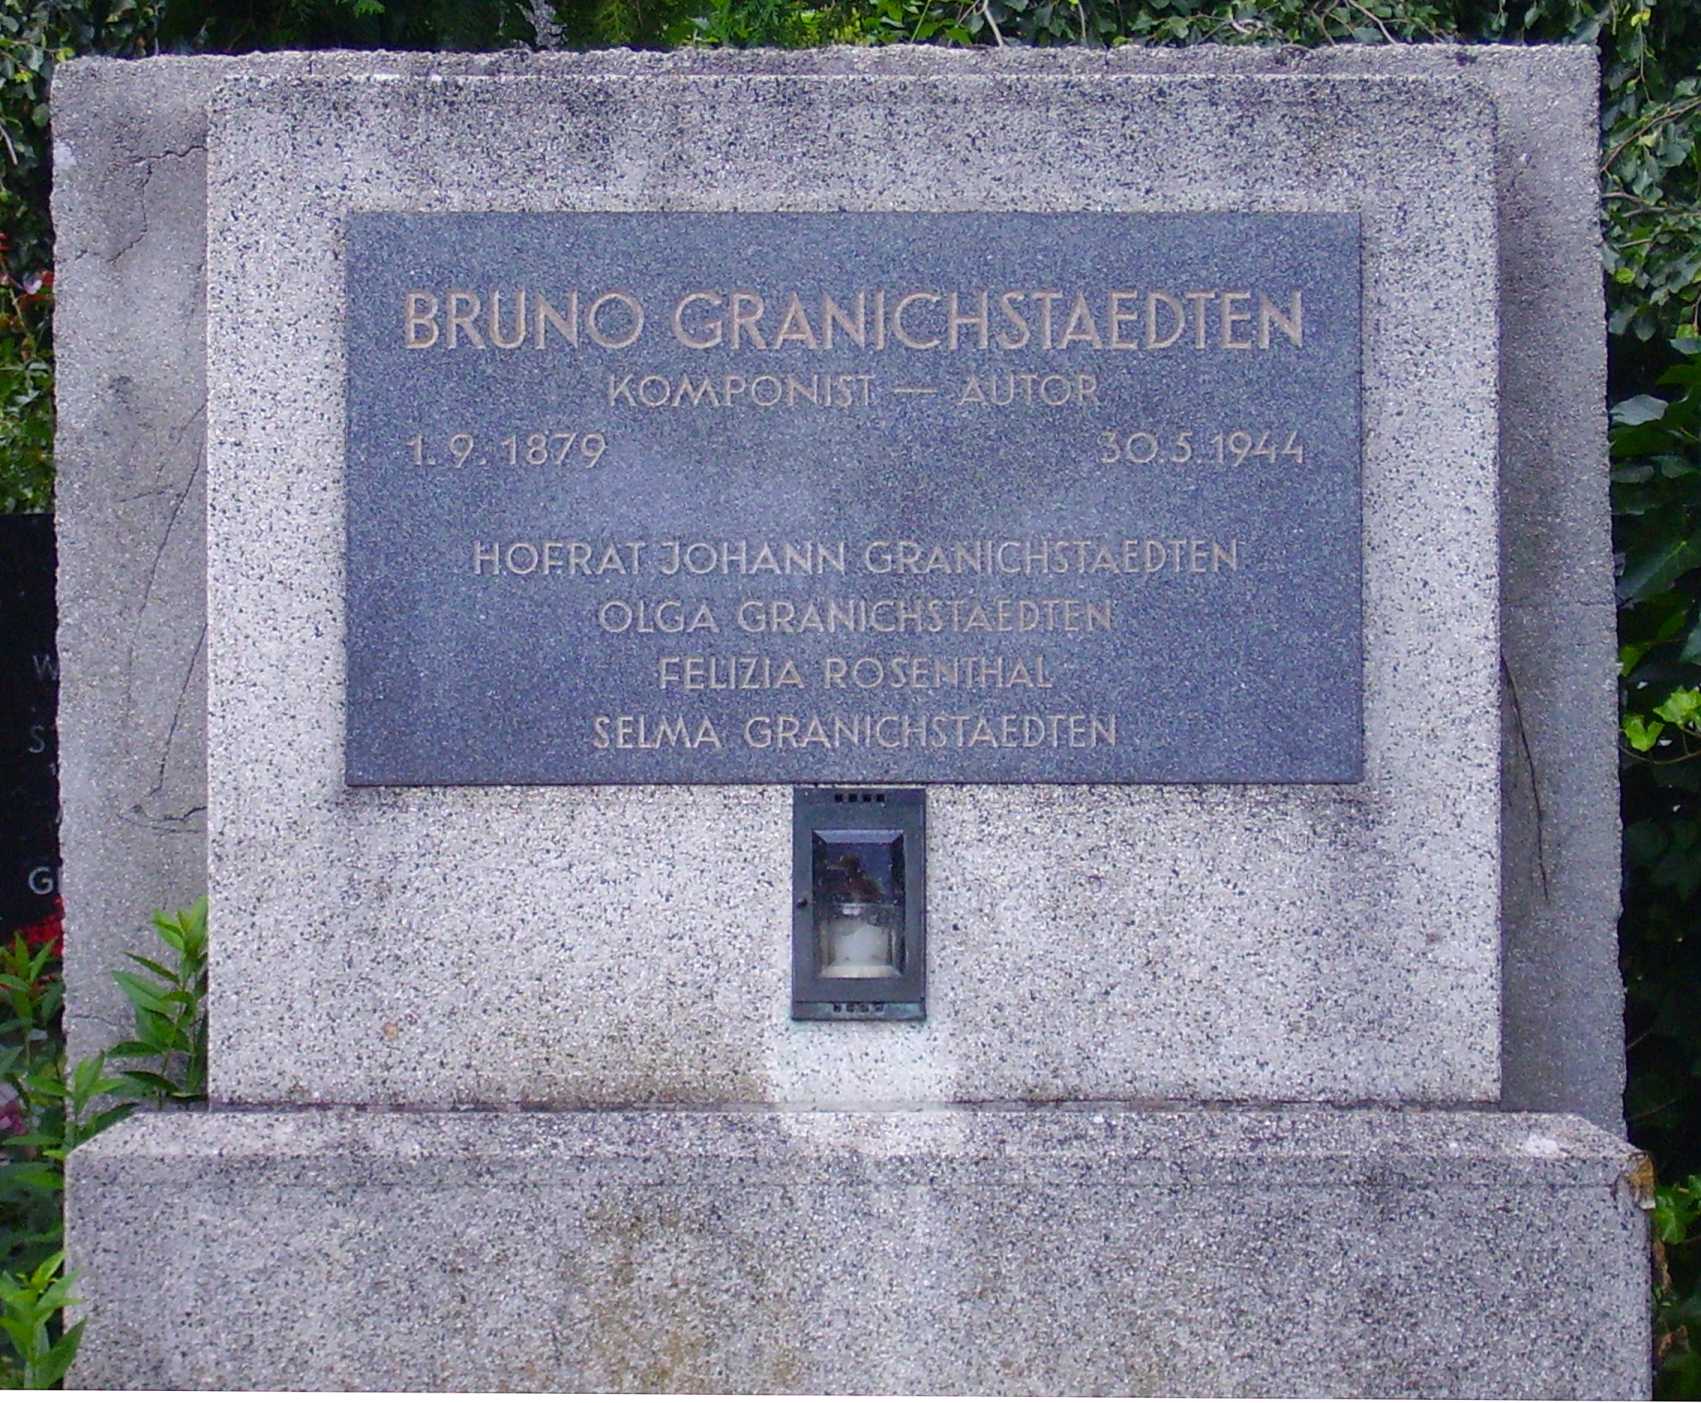 BRUNO GRANICHSTAEDTEN
KOMPONIST — AUTOR
1.9.1879 30.5.1944
HOFRAT JOHANN GRANICHSTAEDTEN
OLGA GRANICHSTAEDTEN
FELIZIA ROSENTHAL
SELMA GRANICHSTAEDTEN